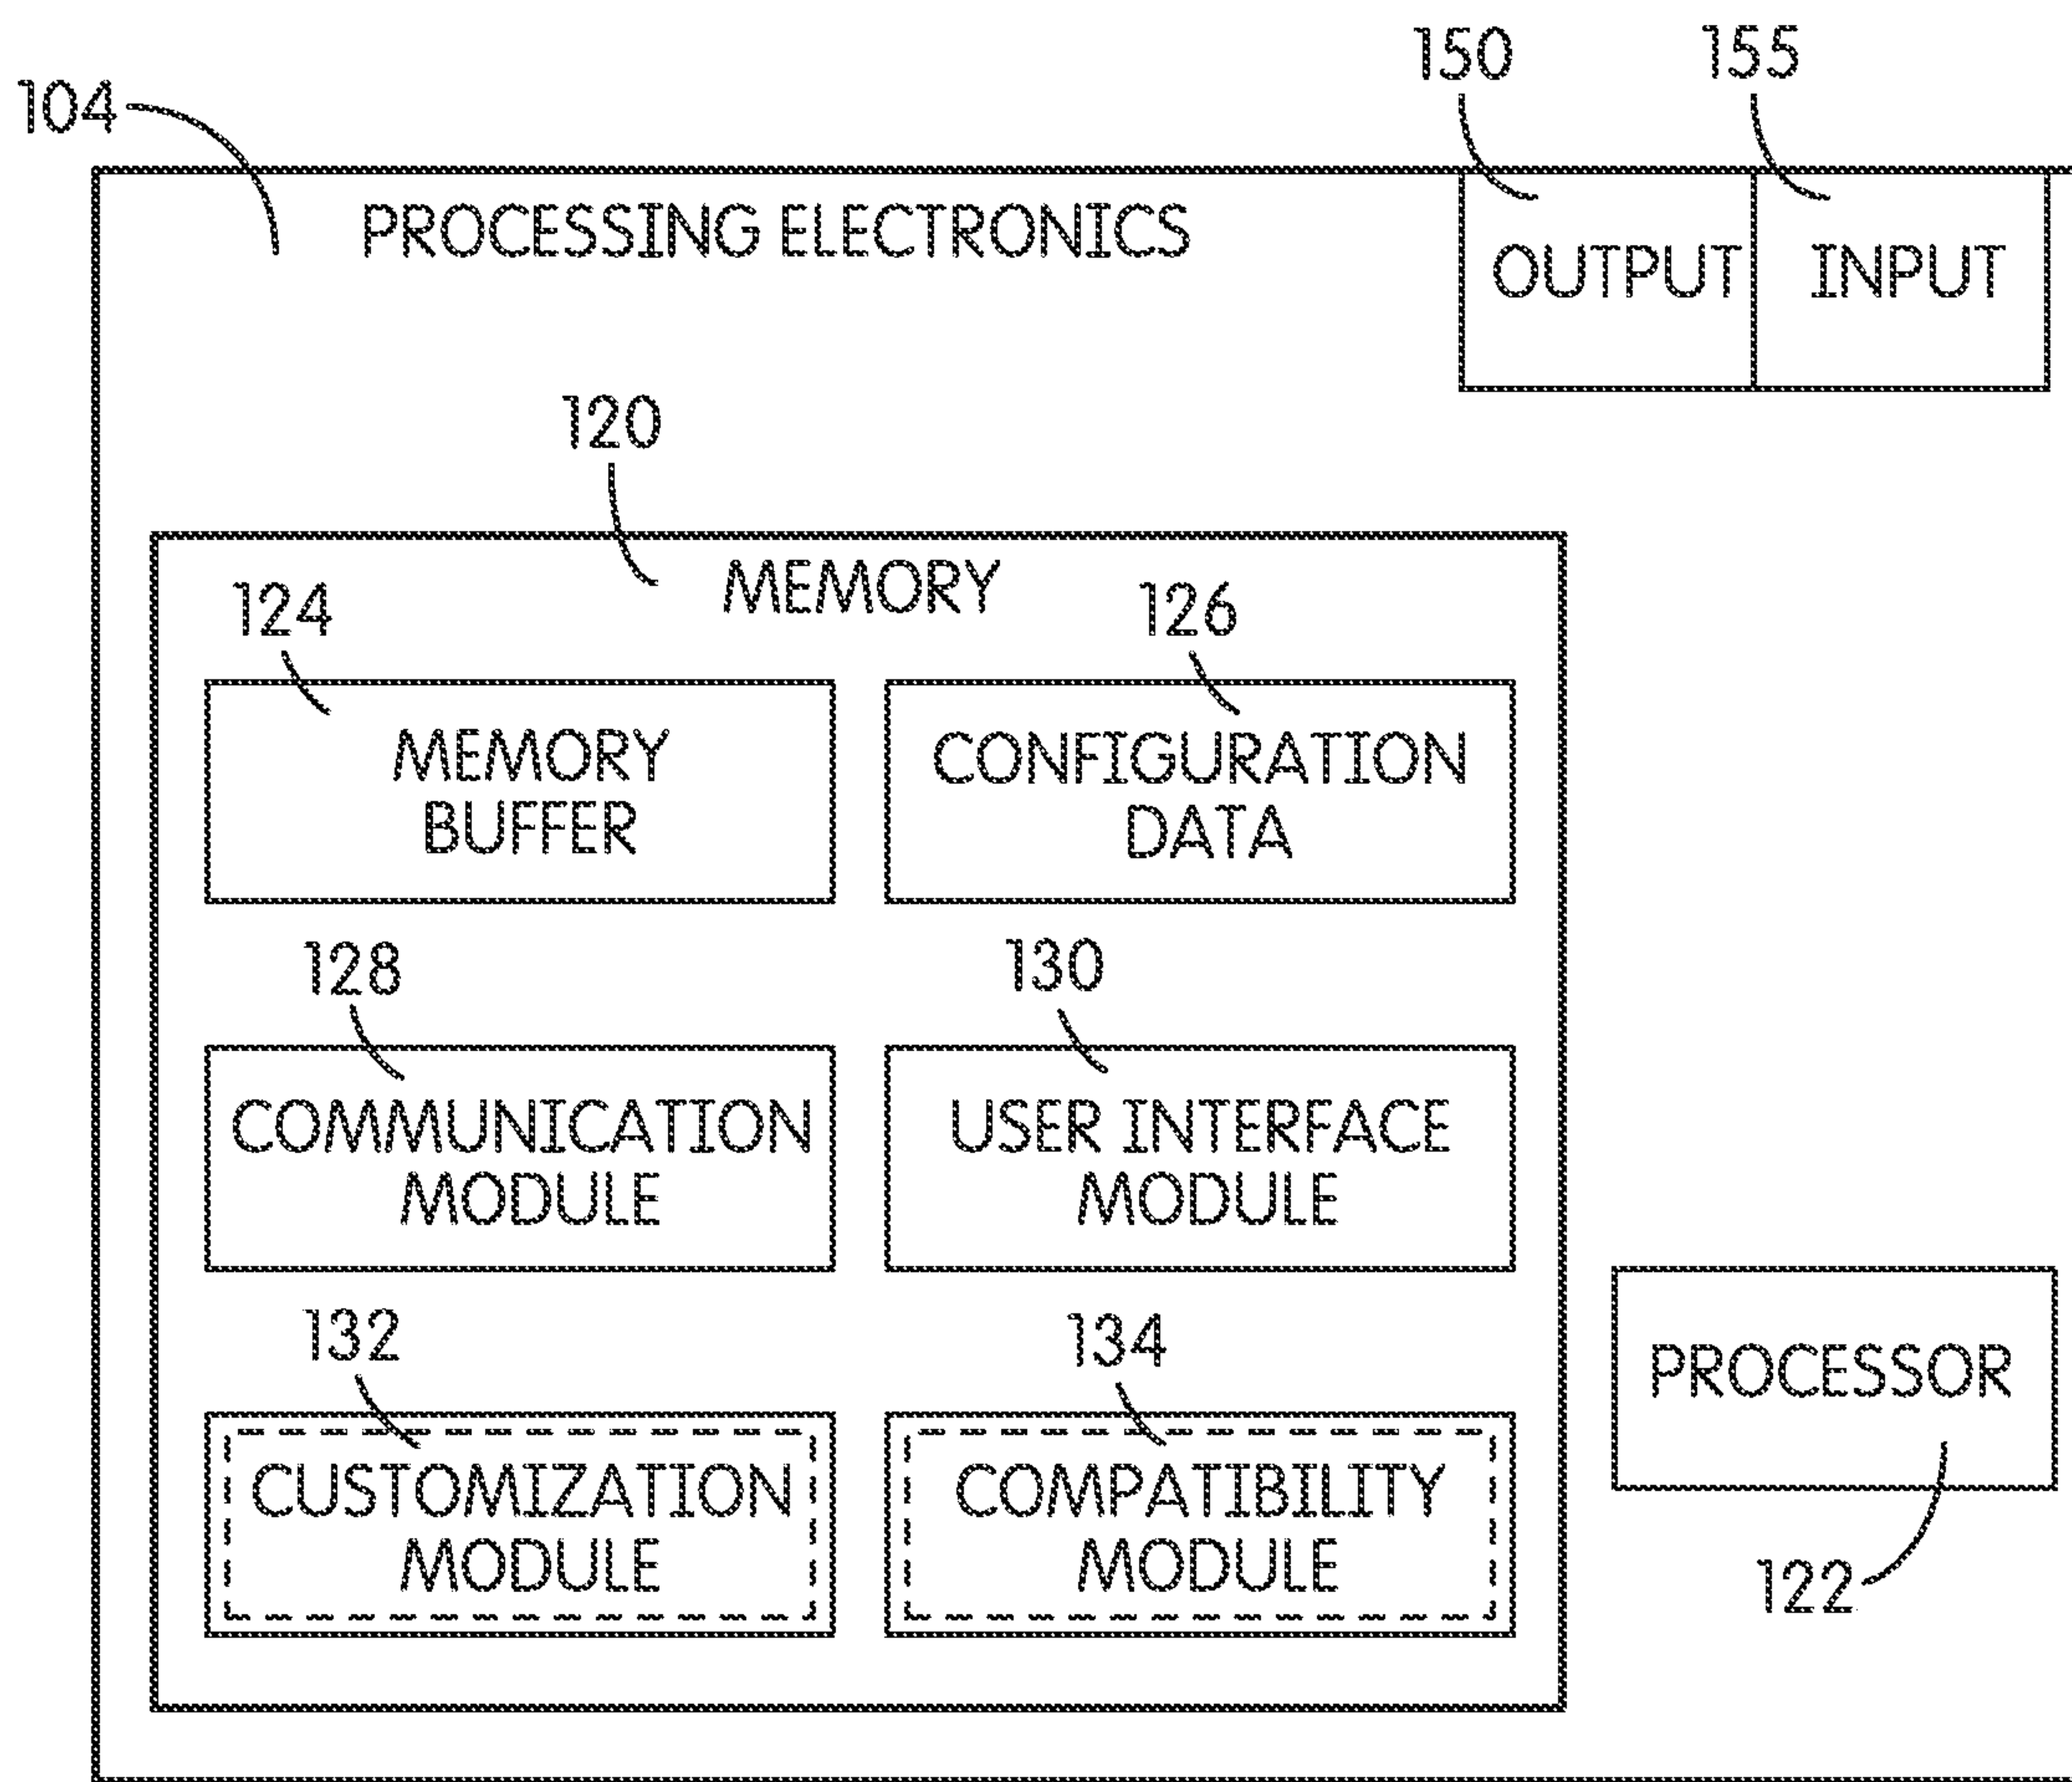 150
155
104
PROCESSING ELECTRONICS
OUTPUT
INPUT
120
MEMORY
124
126
MEMORY
BUFFER
CONFIGURATION
DATA
128
130
COMMUNICATION
MODULE
USER INTERFACE
MODULE
132
134
CUSTOMIZATION
MODULE
COMPATIBILITY
MODULE
PROCESSOR
122